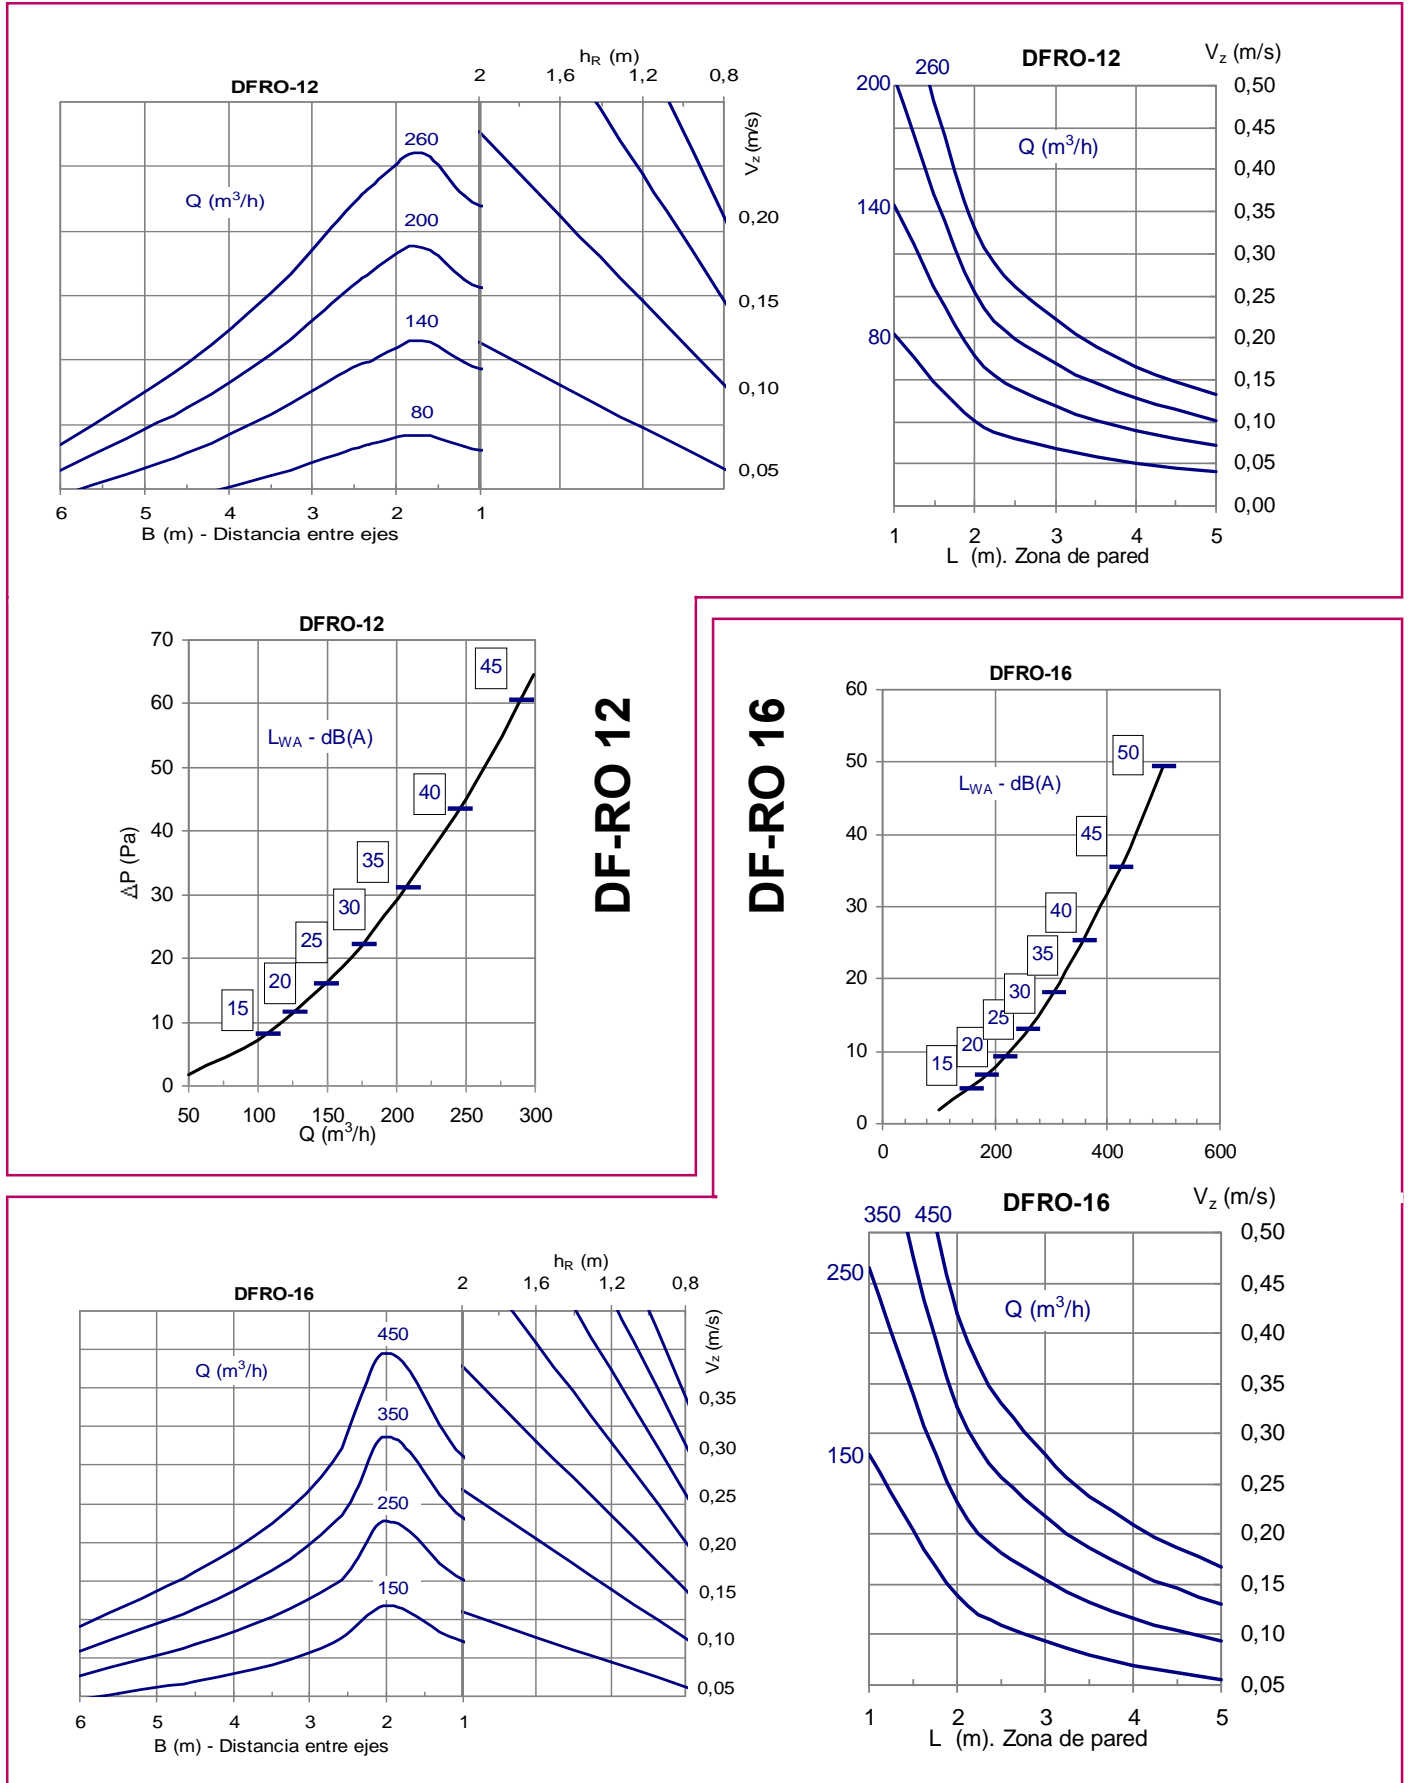 DFRO-12
h_R (m)
2 1,6 1,2 0,8
V_z (m/s)
260
Q (m³/h)
200
140
80
0,20
0,15
0,10
0,05
6 5 4 3 2 1
B (m) - Distancia entre ejes
DFRO-12
V_z (m/s)
200 260
140
80
Q (m³/h)
0,50
0,45
0,40
0,35
0,30
0,25
0,20
0,15
0,10
0,05
0,00
1 2 3 4 5
L (m). Zona de pared
DFRO-12
70
60
50
40
30
20
10
0
ΔP (Pa)
L_WA - dB(A)
45
40
35
30
25
20
15
50 100 150 200 250 300
Q (m³/h)
DF-RO 12
DF-RO 16
DFRO-16
60
50
40
30
20
10
0
L_WA - dB(A)
50
45
40
35
30
25
20
15
0 200 400 600
DFRO-16
h_R (m)
2 1,6 1,2 0,8
V_z (m/s)
Q (m³/h)
450
350
250
150
0,35
0,30
0,25
0,20
0,15
0,10
0,05
6 5 4 3 2 1
B (m) - Distancia entre ejes
DFRO-16
V_z (m/s)
350 450
250
150
Q (m³/h)
0,50
0,45
0,40
0,35
0,30
0,25
0,20
0,15
0,10
0,05
1 2 3 4 5
L (m). Zona de pared